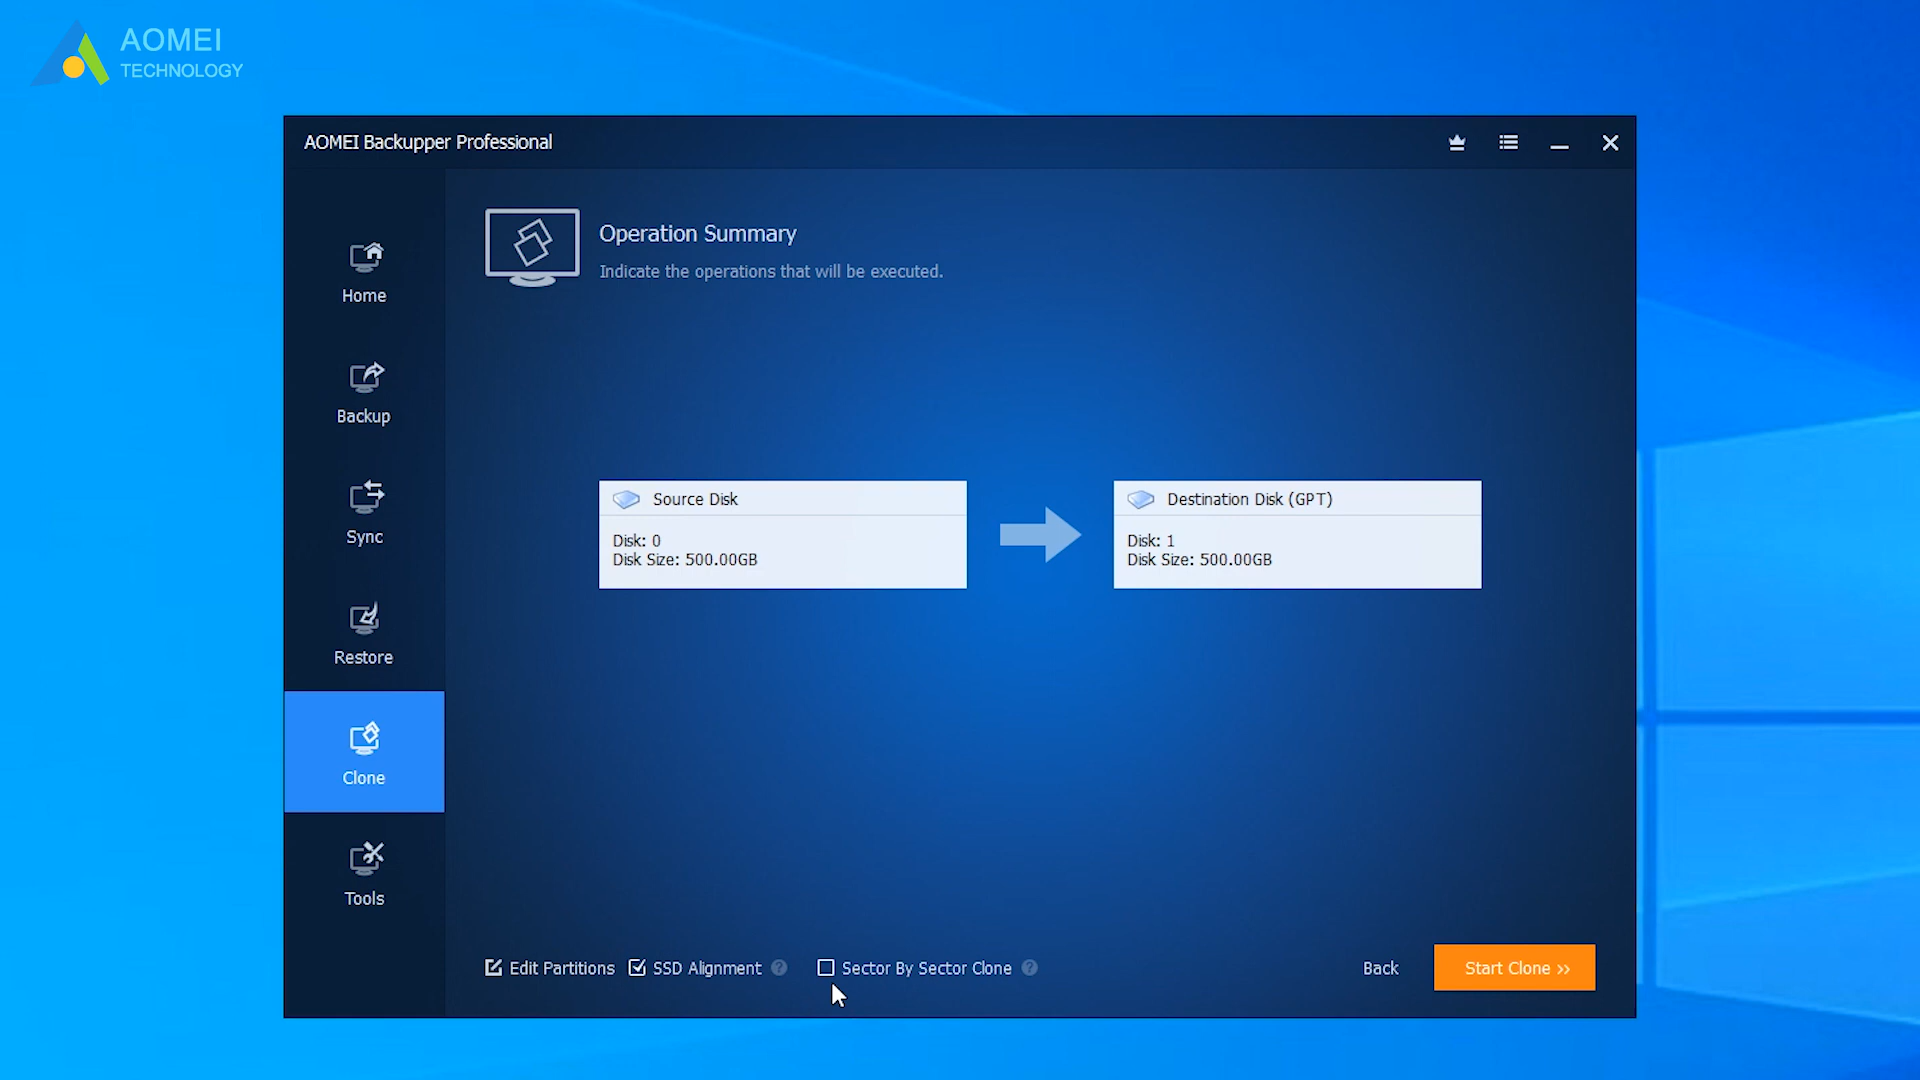 AOMEI
TECHNOLOGY
AOMEI Backupper Professional
Operation Summary
Indicate the operations that will be executed.
Home
Backup
Sync
Restore
Clone
Tools
Source Disk
Disk: 0
Disk Size: 500.00GB
Destination Disk (GPT)
Disk: 1
Disk Size: 500.00GB
Edit Partitions
SSD Alignment ?
Sector By Sector Clone ?
Back
Start Clone >>